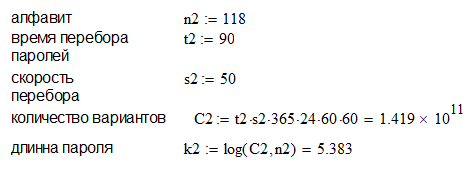 алфавит n2 := 118
время перебора паролей t2 := 90
скорость перебора s2 := 50
количество вариантов C2 := t2·s2·365·24·60·60 = 1.419 × 10^11
длинна пароля k2 := log(C2,n2) = 5.383